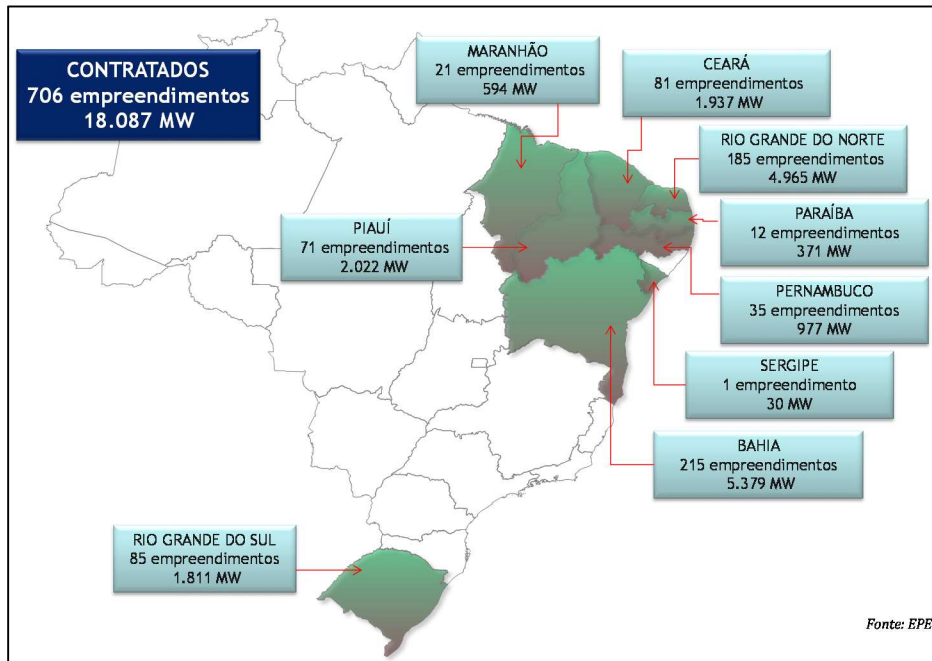 CONTRATADOS
706 empreendimentos
18.087 MW
MARANHÃO
21 empreendimentos
594 MW
CEARÁ
81 empreendimentos
1.937 MW
RIO GRANDE DO NORTE
185 empreendimentos
4.965 MW
PIAUÍ
71 empreendimentos
2.022 MW
PARAÍBA
12 empreendimentos
371 MW
PERNAMBUCO
35 empreendimentos
977 MW
SERGIPE
1 empreendimento
30 MW
BAHIA
215 empreendimentos
5.379 MW
RIO GRANDE DO SUL
85 empreendimentos
1.811 MW
Fonte: EPE